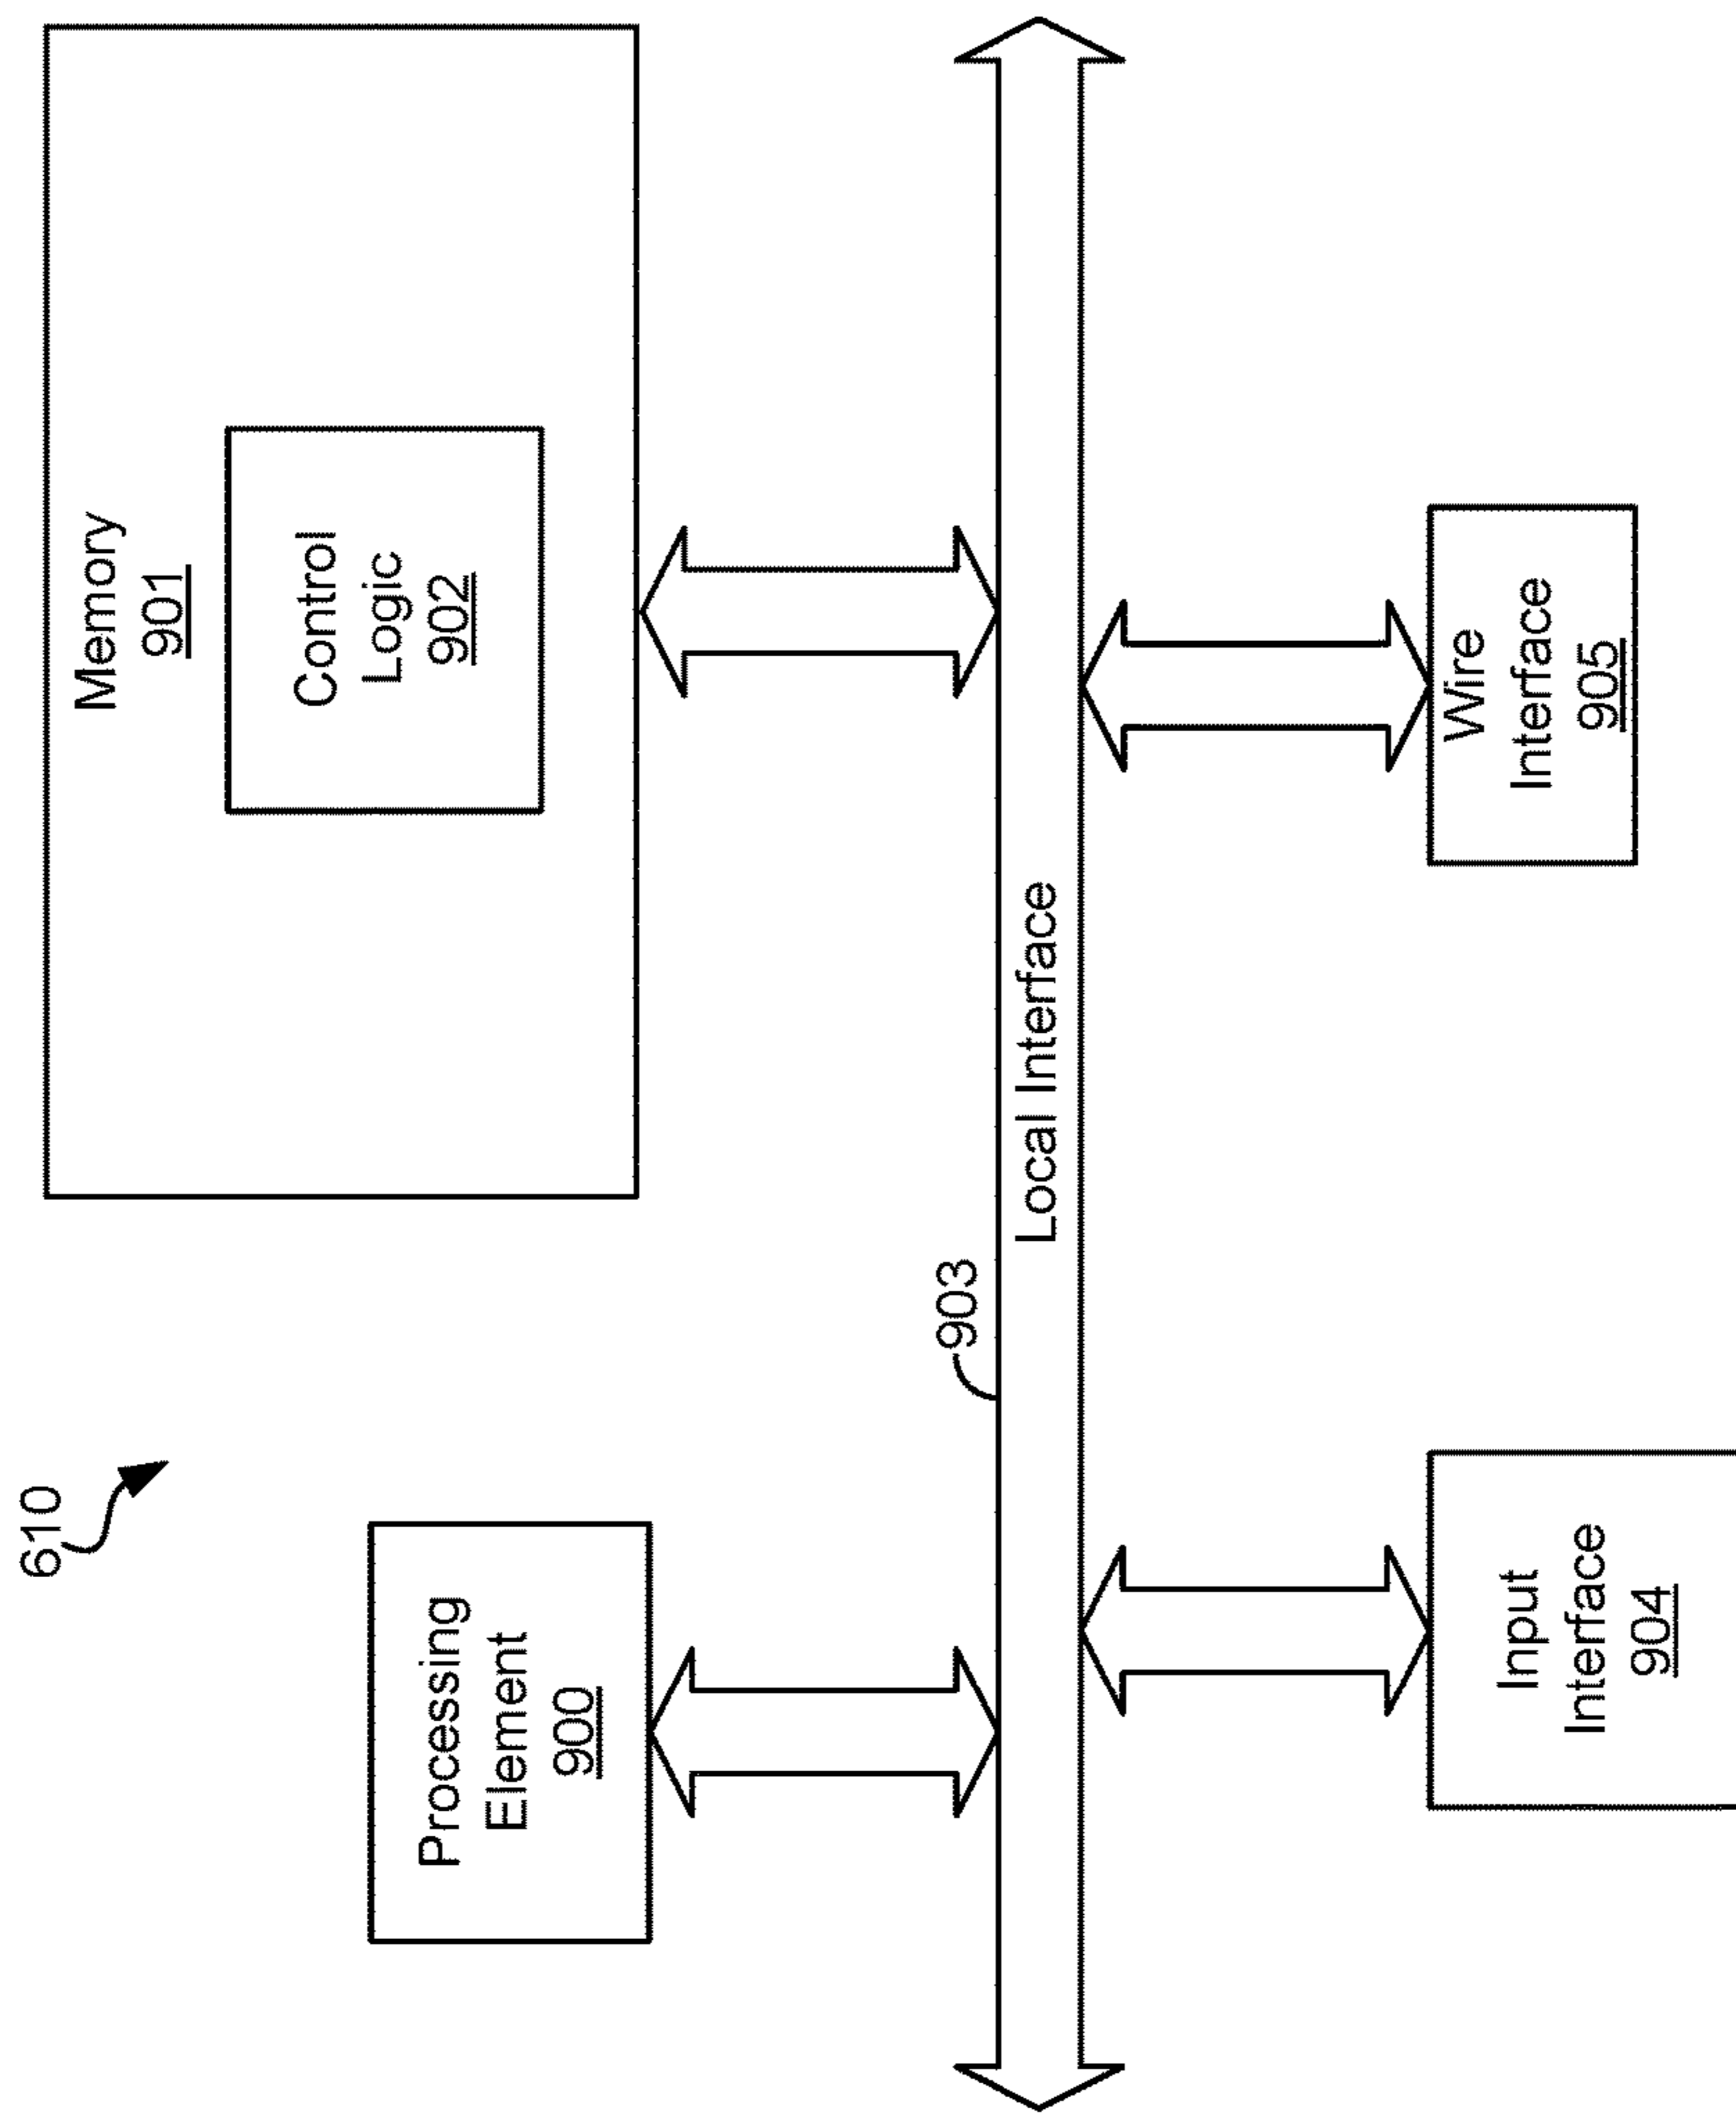 610
Processing
Element
900
Memory
901
Control
Logic
902
903
Local Interface
Input
Interface
904
Wire
Interface
905